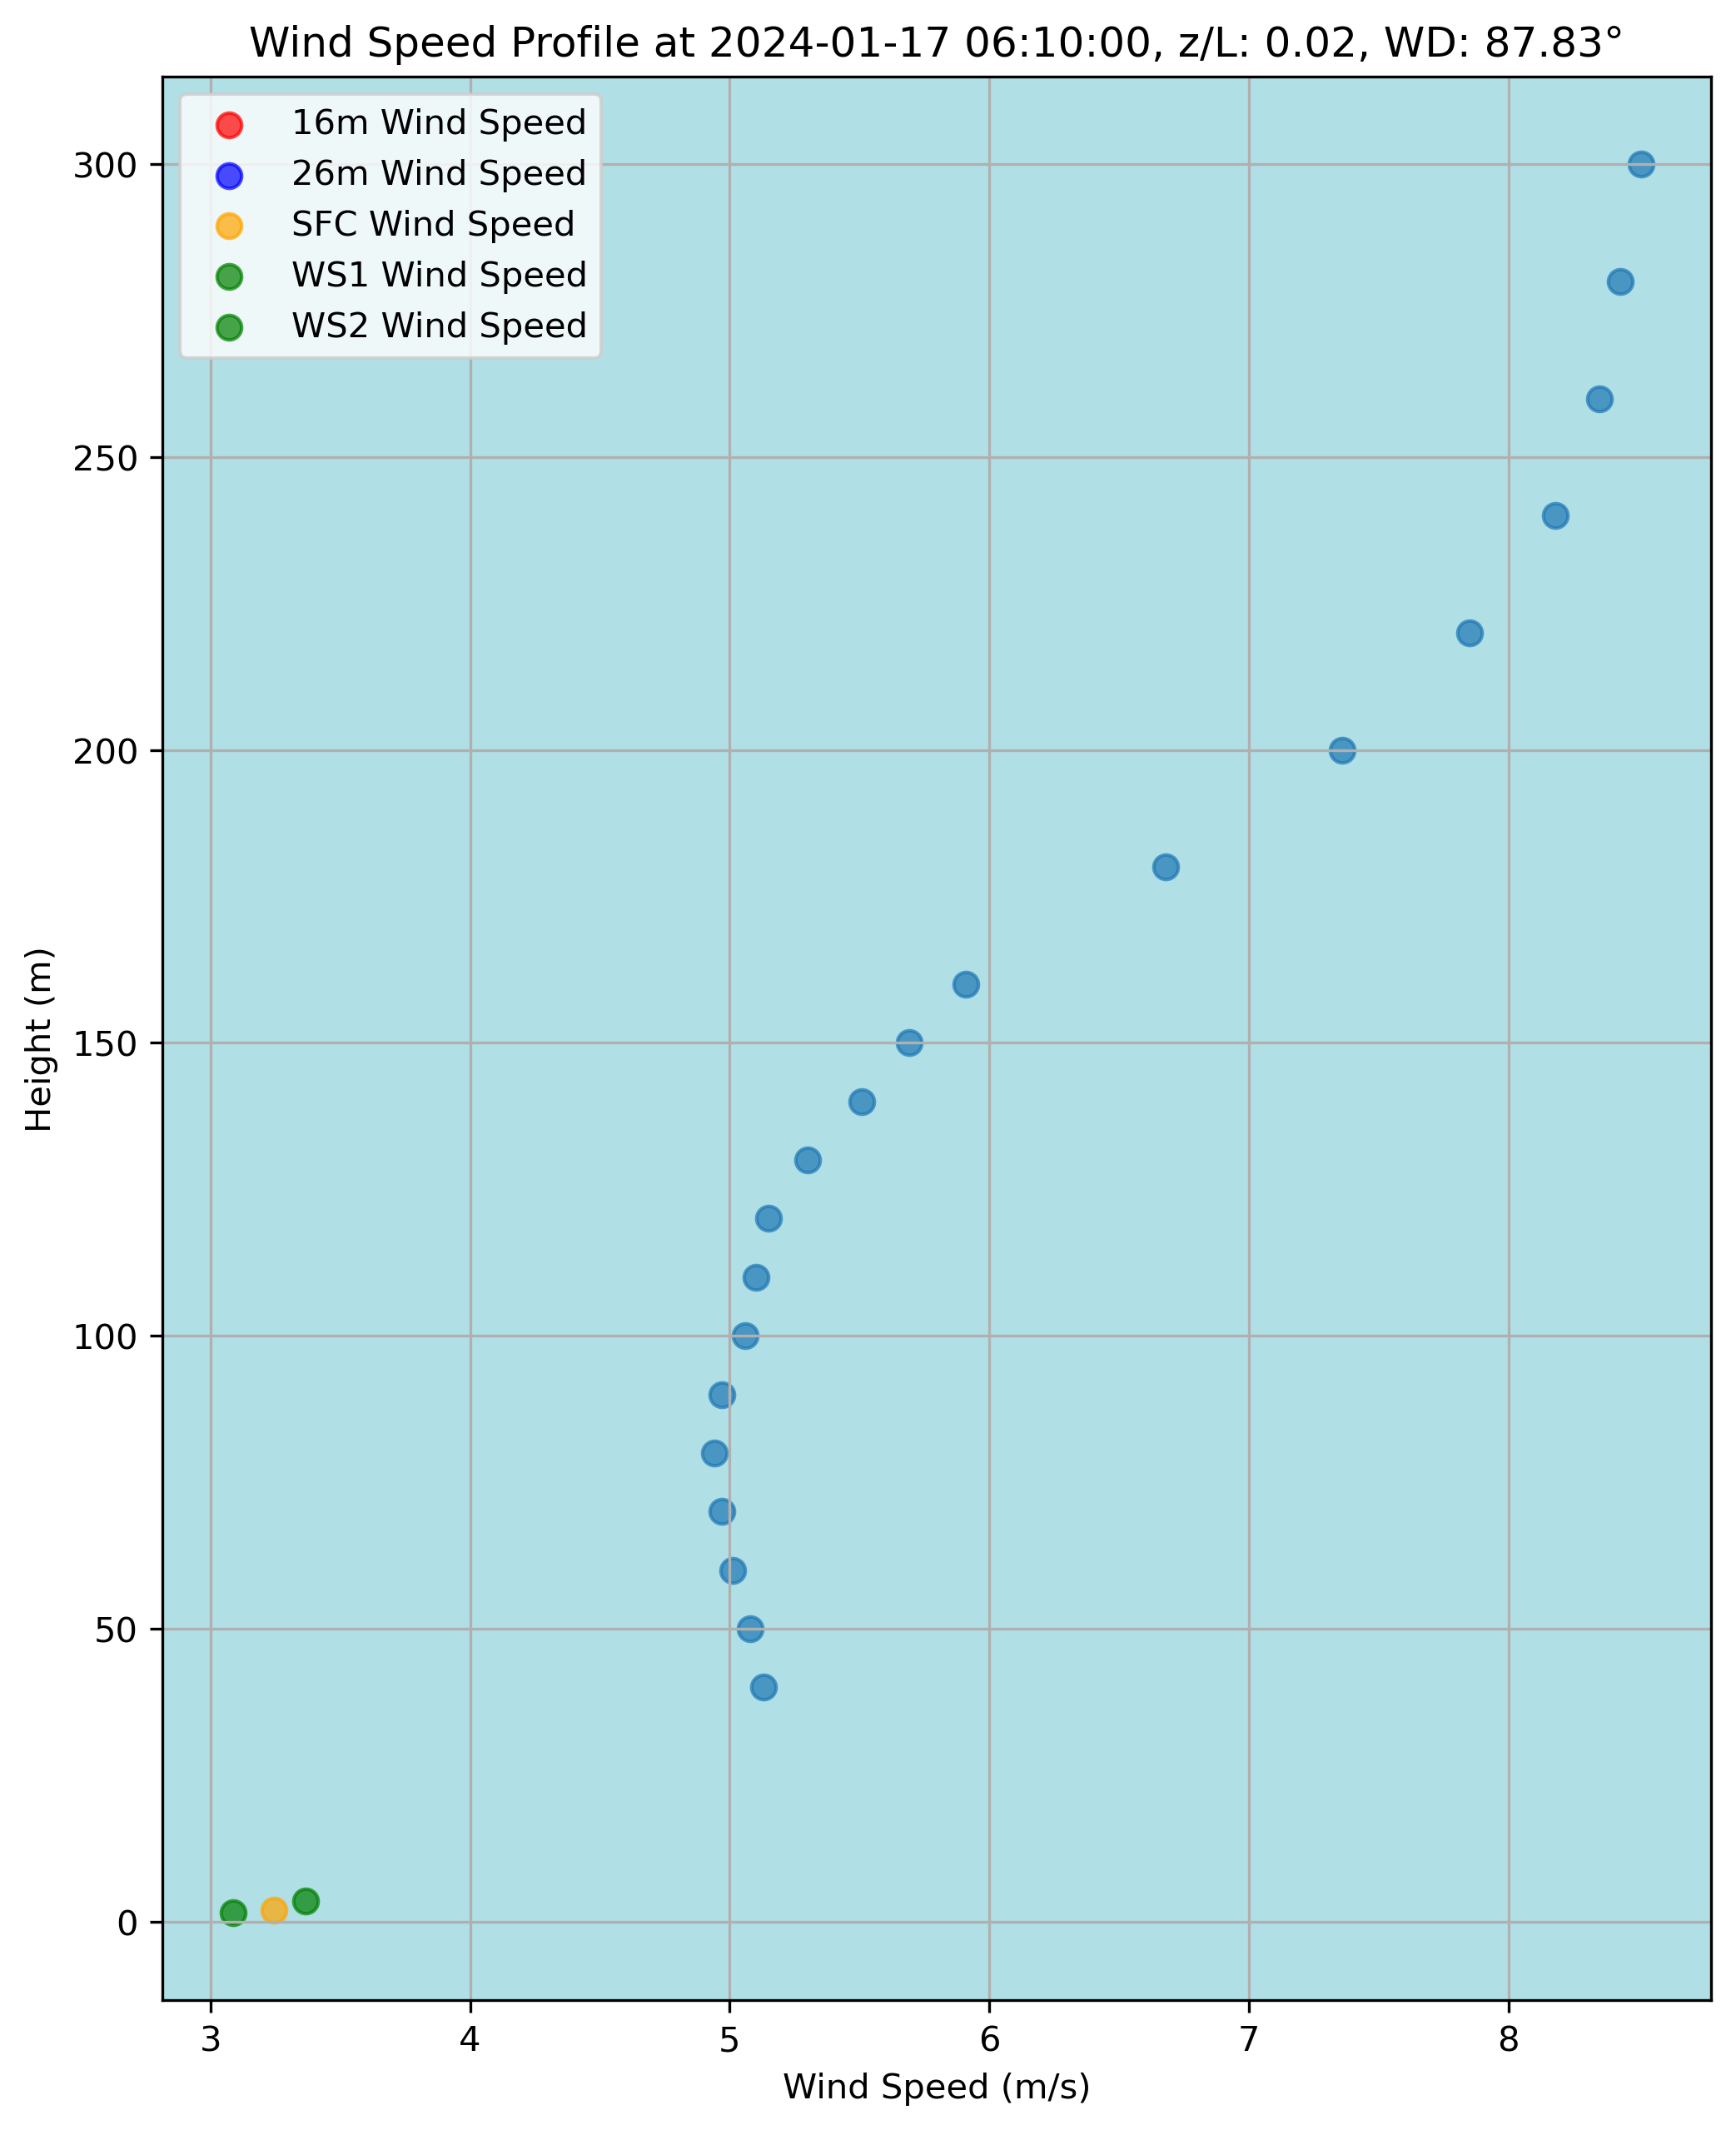 Wind Speed Profile at 2024-01-17 06:10:00, z/L: 0.02, WD: 87.83°
16m Wind Speed
26m Wind Speed
SFC Wind Speed
WS1 Wind Speed
WS2 Wind Speed
300
250
200
150
100
50
0
Height (m)
3 4 5 6 7 8
Wind Speed (m/s)